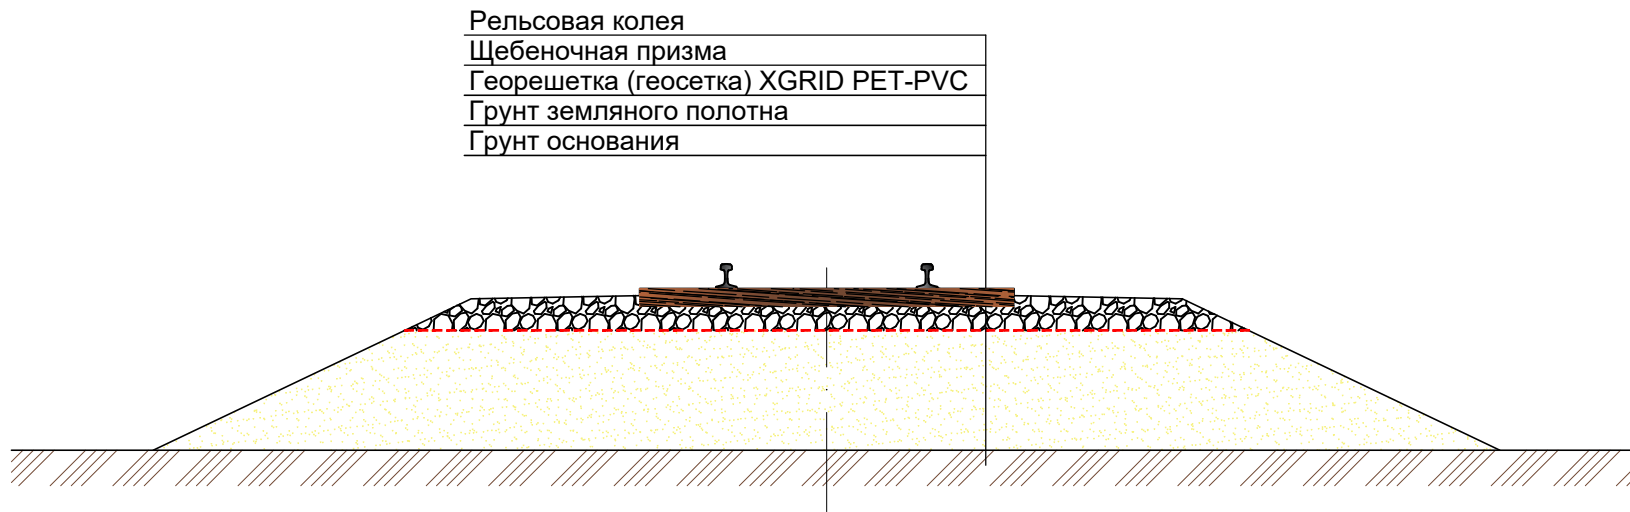 Рельсовая колея
Щебеночная призма
Георешетка (геосетка) XGRID PET-PVC
Грунт земляного полотна
Грунт основания